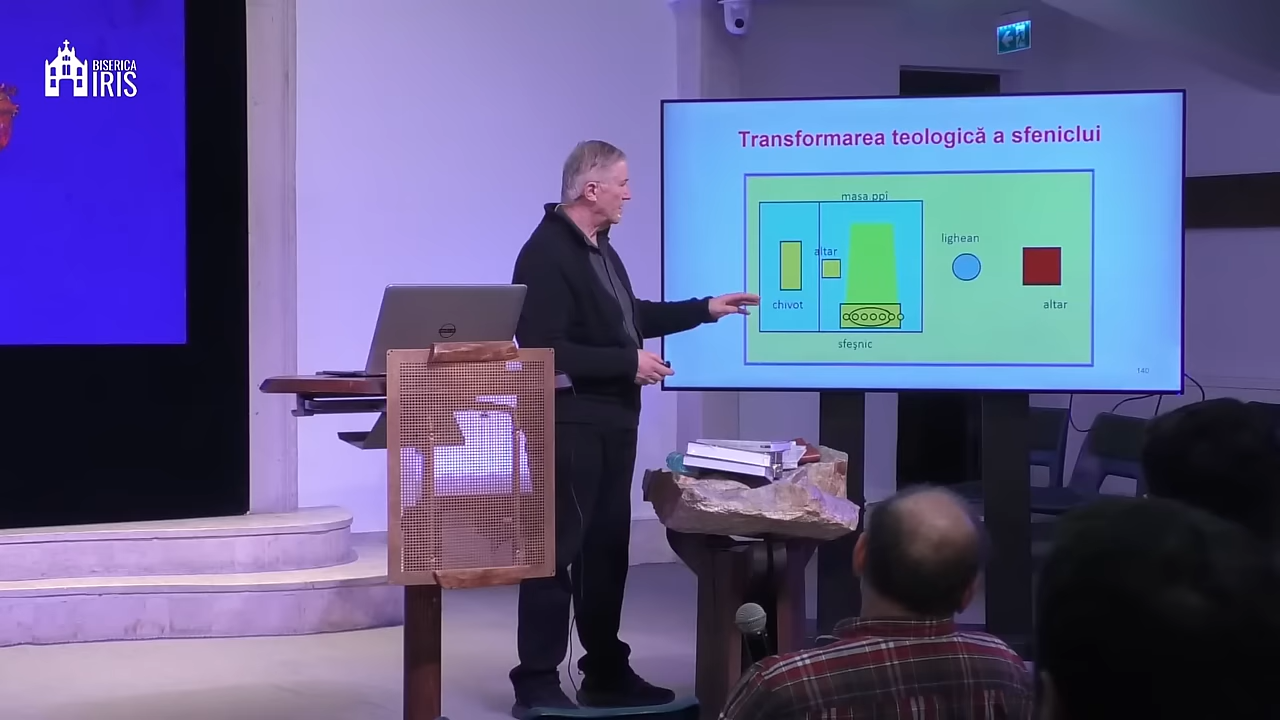 BISERICA
IRIS
Transformarea teologică a sfeniclui
masa ppî
altar
lighean
chivot
altar
sfeşnic
140